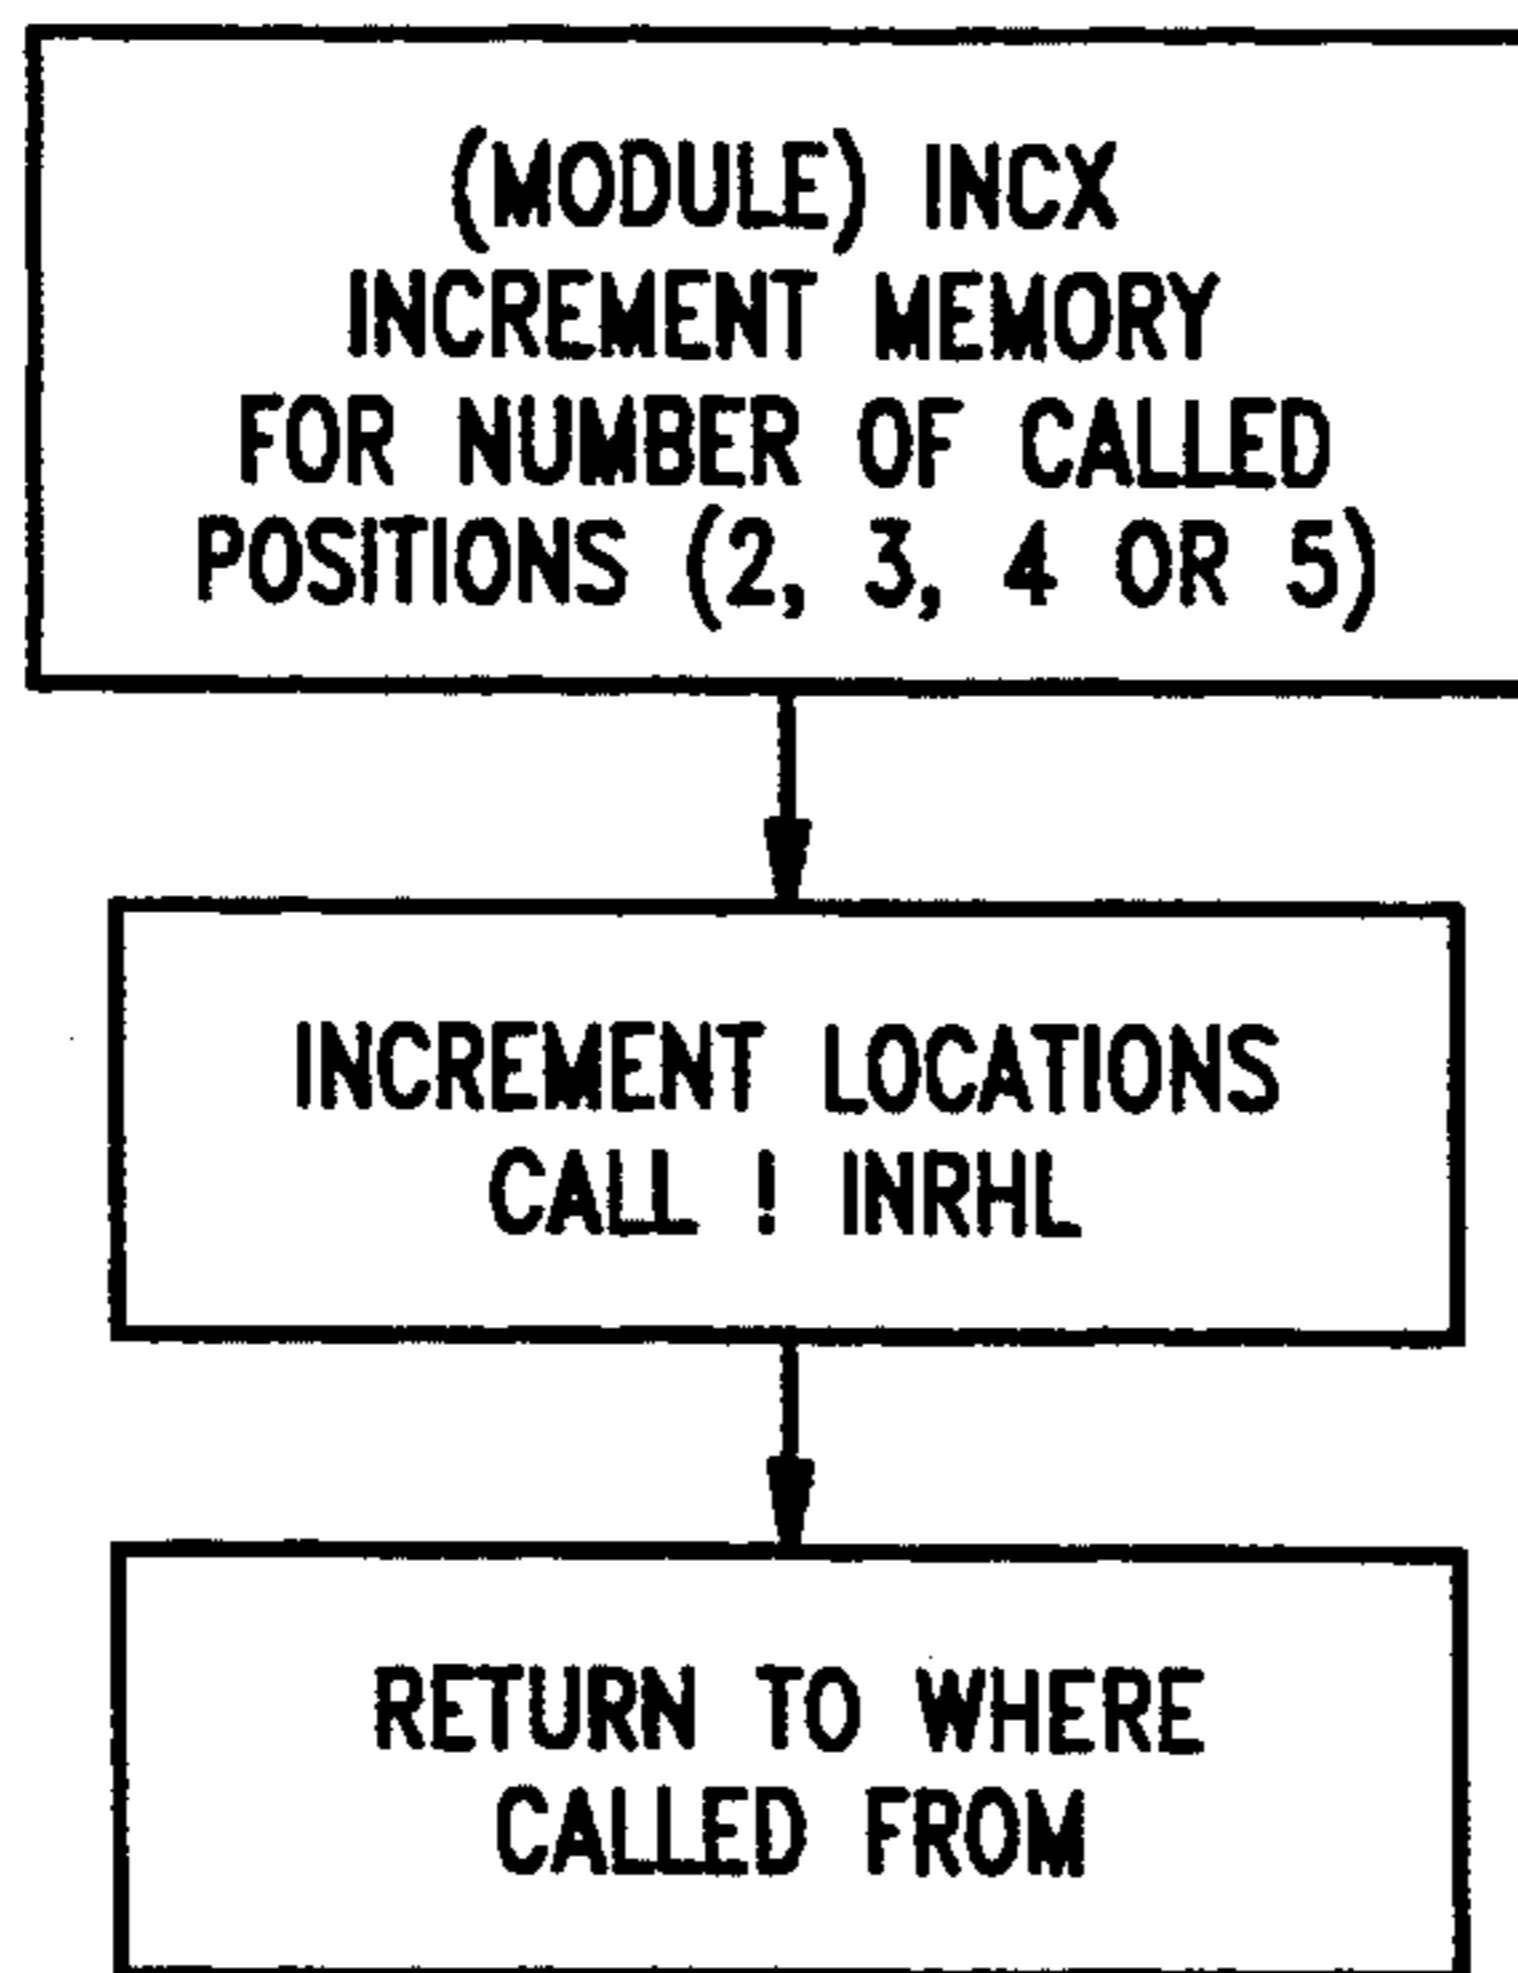 (MODULE) INCX
INCREMENT MEMORY
FOR NUMBER OF CALLED
POSITIONS (2, 3, 4 OR 5)
INCREMENT LOCATIONS
CALL ! INRHL
RETURN TO WHERE
CALLED FROM